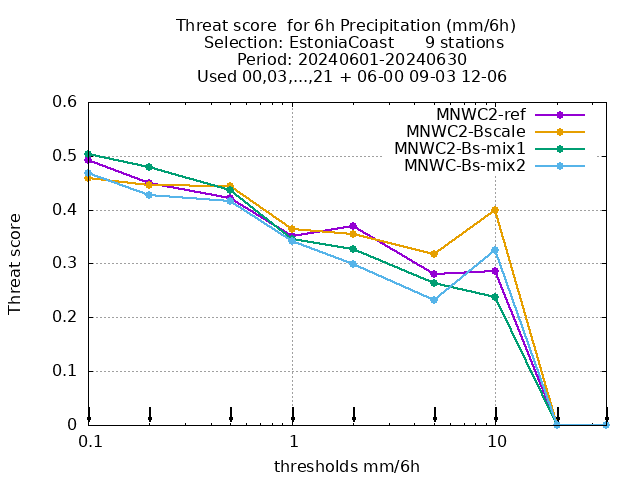 Threat score  for 6h Precipitation (mm/6h)
Selection: EstoniaCoast      9 stations
Period: 20240601-20240630
Used 00,03,...,21 + 06-00 09-03 12-06
MNWC2-ref
MNWC2-Bscale
MNWC2-Bs-mix1
MNWC-Bs-mix2
Threat score
0.6
0.5
0.4
0.3
0.2
0.1
0
0.1 1 10
thresholds mm/6h